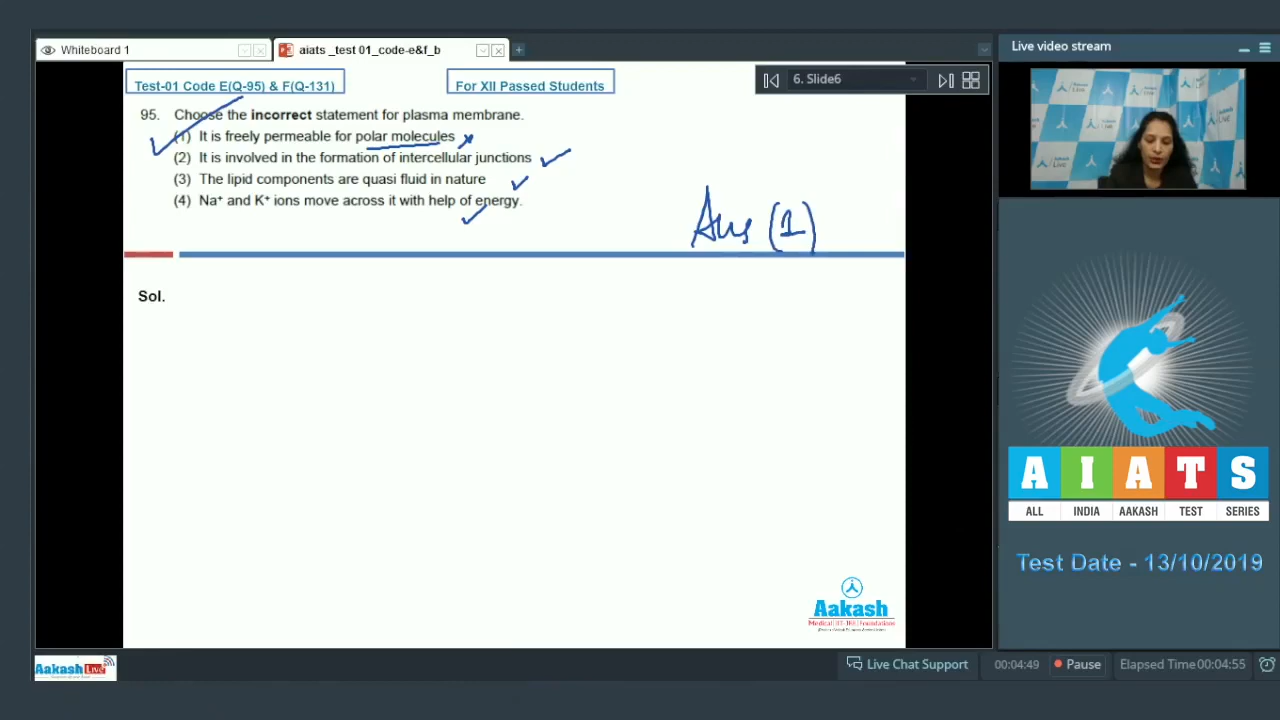 Whiteboard 1
aiats _test 01_code-e&f_b
Live video stream
Test-01 Code E(Q-95) & F(Q-131)
For XII Passed Students
6. Slide6
95. Choose the incorrect statement for plasma membrane.
(1) It is freely permeable for polar molecules
(2) It is involved in the formation of intercellular junctions
(3) The lipid components are quasi fluid in nature
(4) Na⁺ and K⁺ ions move across it with help of energy.
Ans (1)
Sol.
A I A T S
ALL INDIA AAKASH TEST SERIES
Test Date - 13/10/2019
Aakash
Medical|IIT-JEE|Foundations
Aakash Live
Live Chat Support
00:04:49
Pause
Elapsed Time 00:04:55